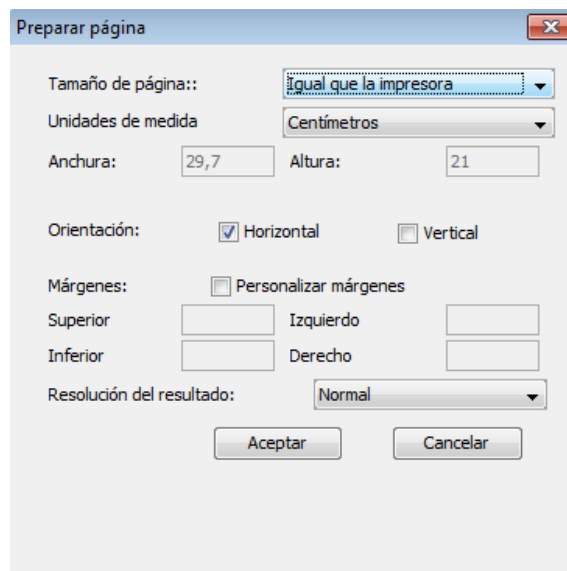 Preparar página
Tamaño de página:: Igual que la impresora
Unidades de medida Centímetros
Anchura: 29,7 Altura: 21
Orientación: Horizontal Vertical
Márgenes: Personalizar márgenes
Superior Izquierdo
Inferior Derecho
Resolución del resultado: Normal
Aceptar Cancelar